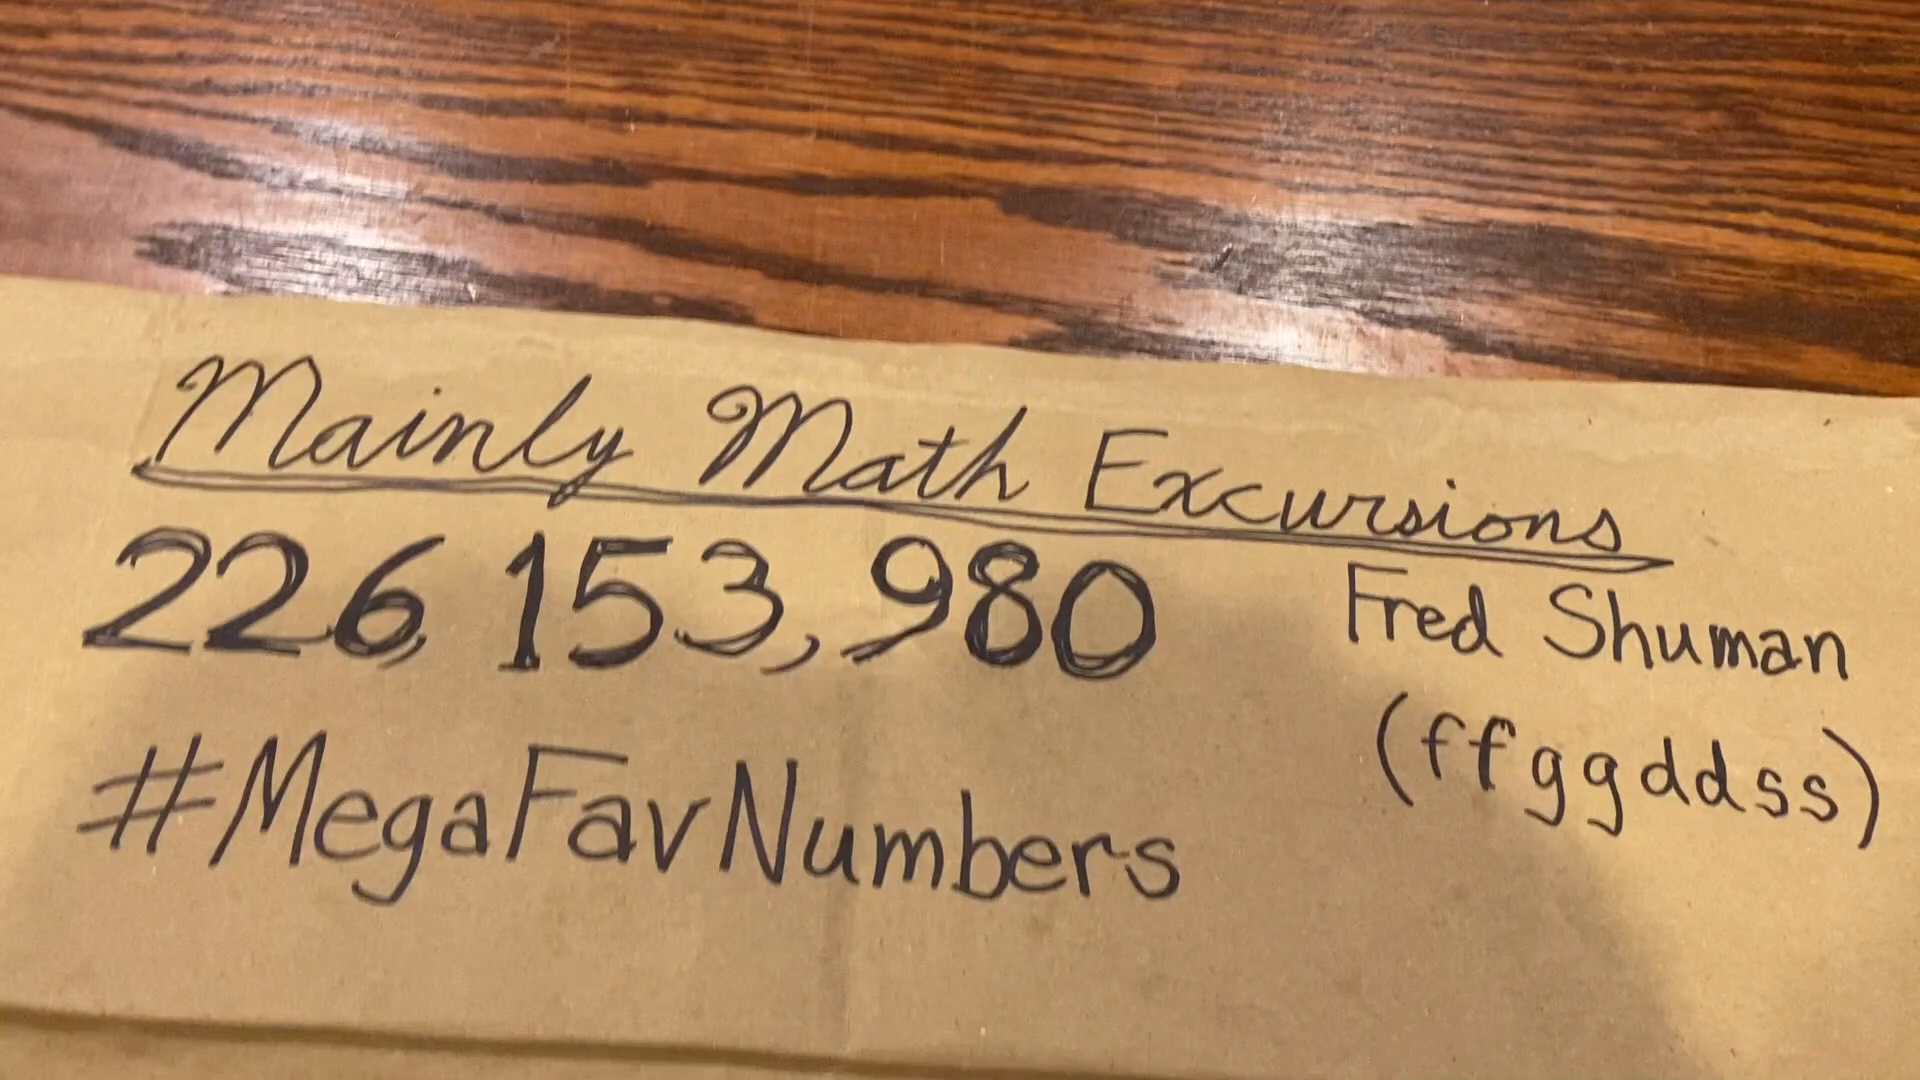 Mainly Math Excursions
226,153,980
Fred Shuman
(ffggddss)
#MegaFavNumbers